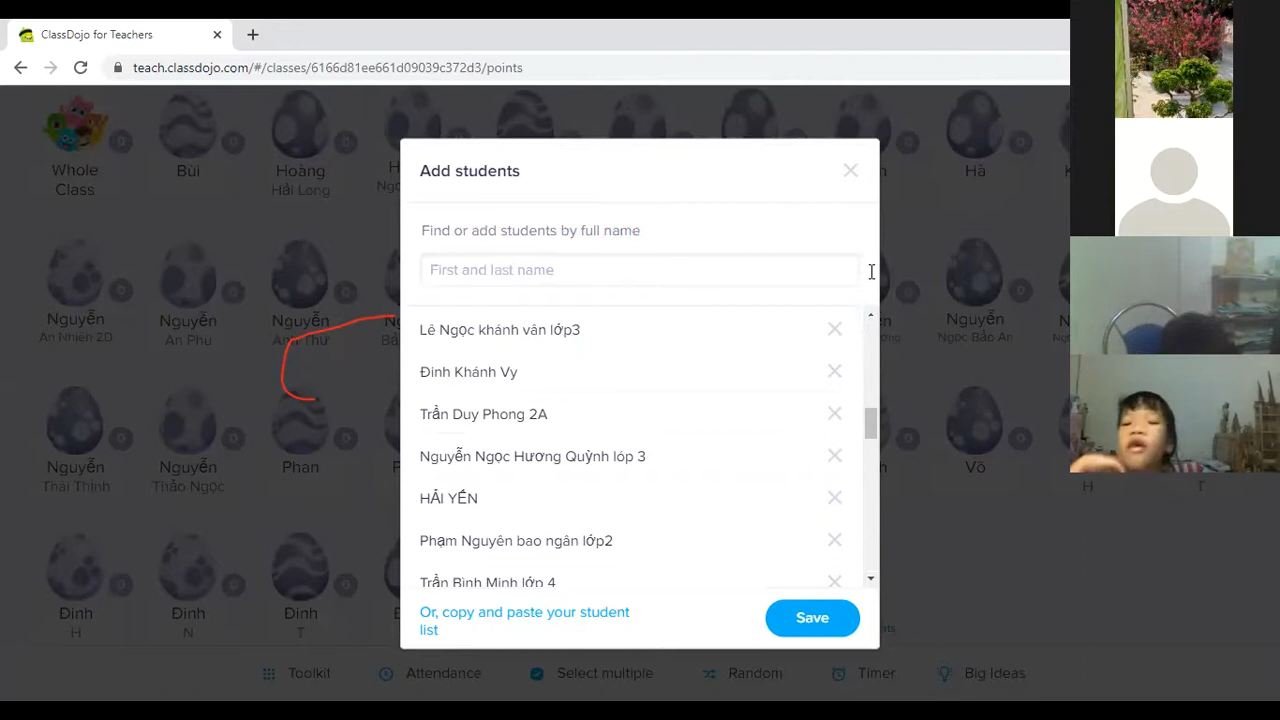 ClassDojo for Teachers
teach.classdojo.com/#/classes/6166d81ee661d09039c372d3/points
Whole Class
Bùi
Hoàng Hải Long
Hà
Add students
Find or add students by full name
First and last name
Nguyễn An Nhiên 2D
Nguyễn An Phu
Nguyễn Anh Thư
Nguyễn Ngọc Bảo An
Lê Ngọc khánh vân lớp3
Đinh Khánh Vy
Trần Duy Phong 2A
Nguyễn Ngọc Hương Quỳnh lóp 3
HẢI YẾN
Phạm Nguyên bao ngân lớp2
Trần Bình Minh lớp 4
Nguyễn Thai Thịnh
Nguyễn Thảo Ngọc
Phan
Võ
H
T
Đinh H
Đinh N
Đinh T
Or, copy and paste your student list
Save
Toolkit
Attendance
Select multiple
Random
Timer
Big Ideas